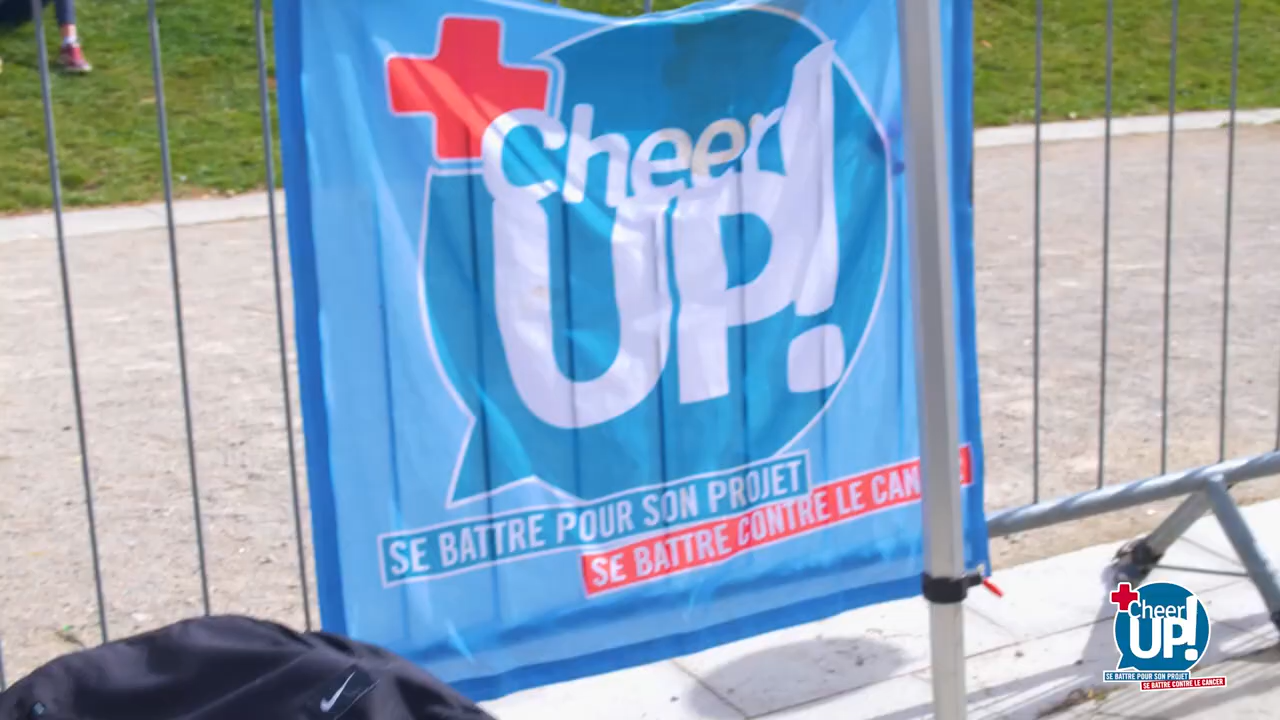 Cheer
UP!
SE BATTRE POUR SON PROJET
SE BATTRE CONTRE LE CAN
Cheer
UP!
SE BATTRE POUR SON PROJET
SE BATTRE CONTRE LE CANCER